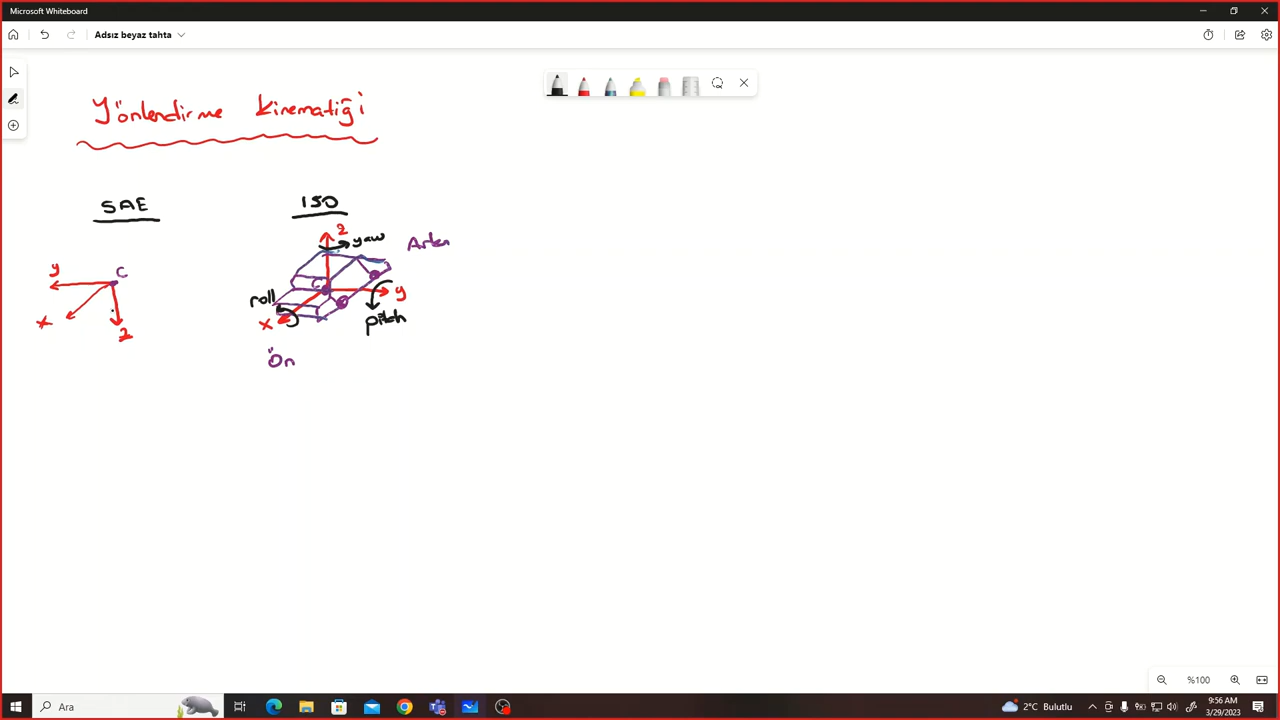 Microsoft Whiteboard
Adsız beyaz tahta
Yönlendirme Kinematiği
SAE
ISO
z
yaw
Arka
C
y
x
z
C
y
roll
x
pitch
Ön
%100
Ara
2°C Bulutlu
9:56 AM
3/29/2023